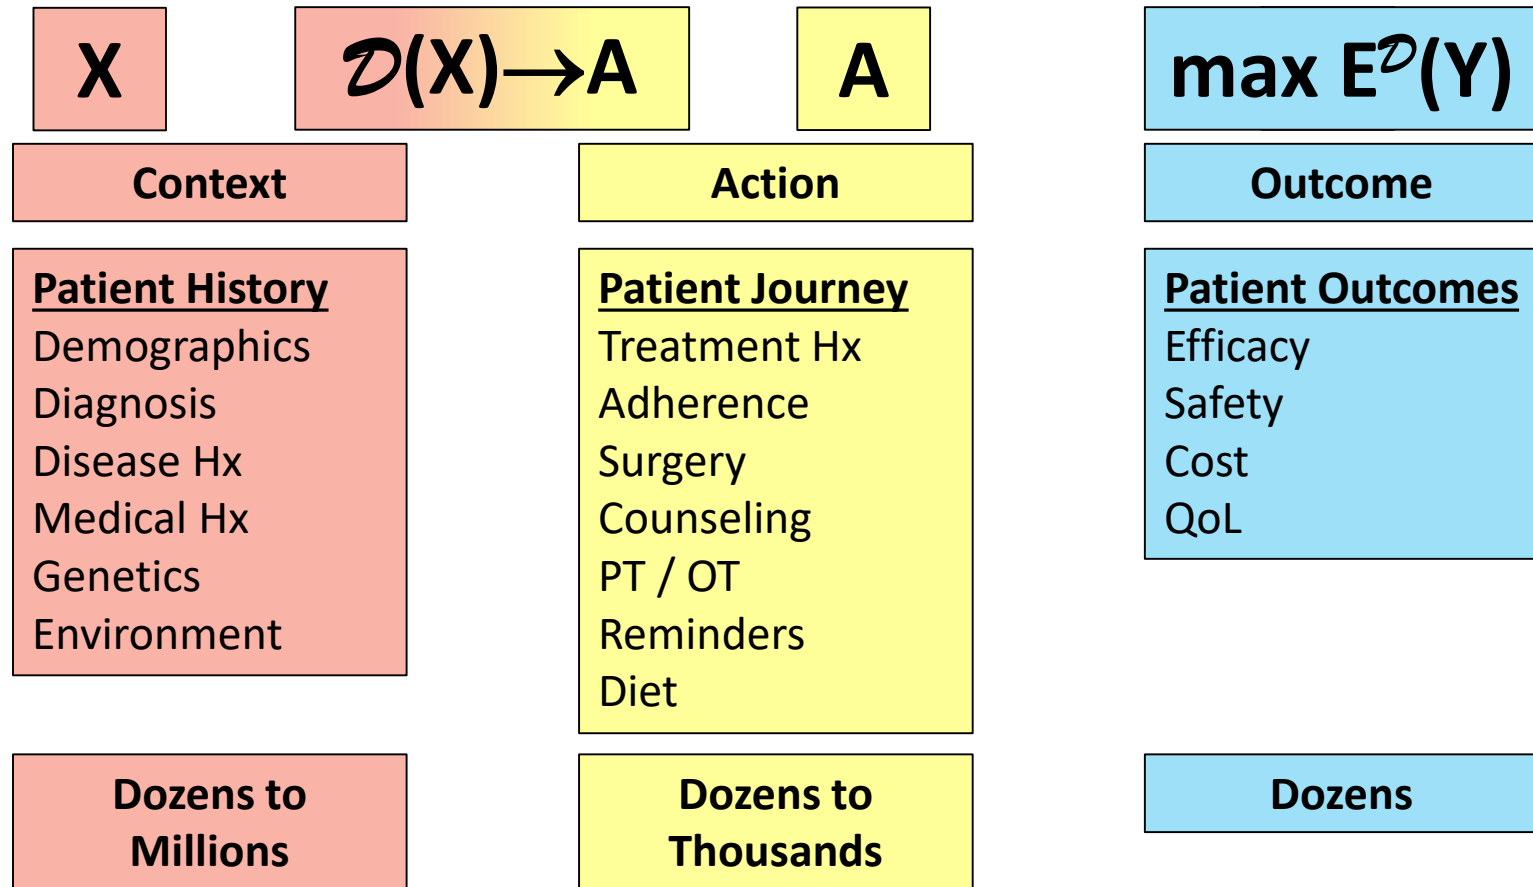 X
𝒟(X)→A
A
max E^𝒟(Y)
Context
Action
Outcome
Patient History
Demographics
Diagnosis
Disease Hx
Medical Hx
Genetics
Environment
Patient Journey
Treatment Hx
Adherence
Surgery
Counseling
PT / OT
Reminders
Diet
Patient Outcomes
Efficacy
Safety
Cost
QoL
Dozens to
Millions
Dozens to
Thousands
Dozens